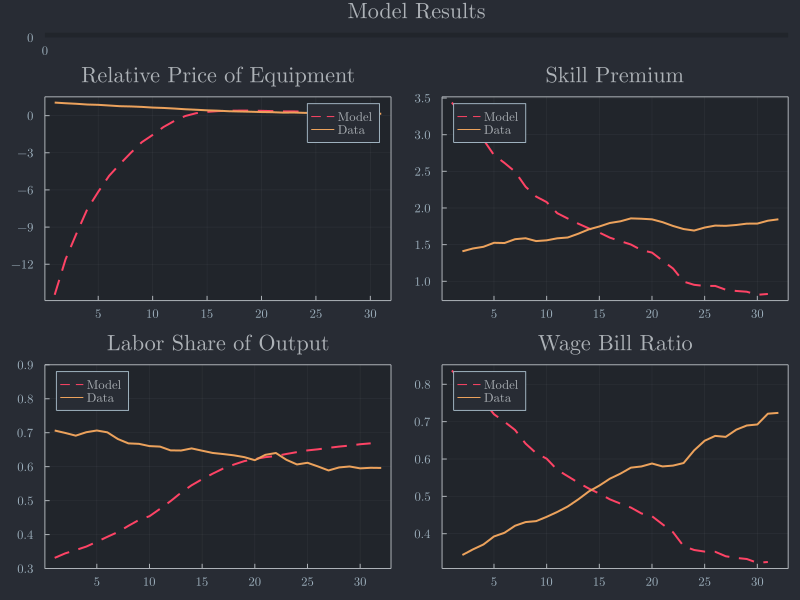 Model Results
0
0
Relative Price of Equipment
Skill Premium
0
−3
−6
−9
−12
5 10 15 20 25 30
Model
Data
3.5
3.0
2.5
2.0
1.5
1.0
5 10 15 20 25 30
Model
Data
Labor Share of Output
Wage Bill Ratio
0.9
0.8
0.7
0.6
0.5
0.4
0.3
5 10 15 20 25 30
Model
Data
0.8
0.7
0.6
0.5
0.4
5 10 15 20 25 30
Model
Data